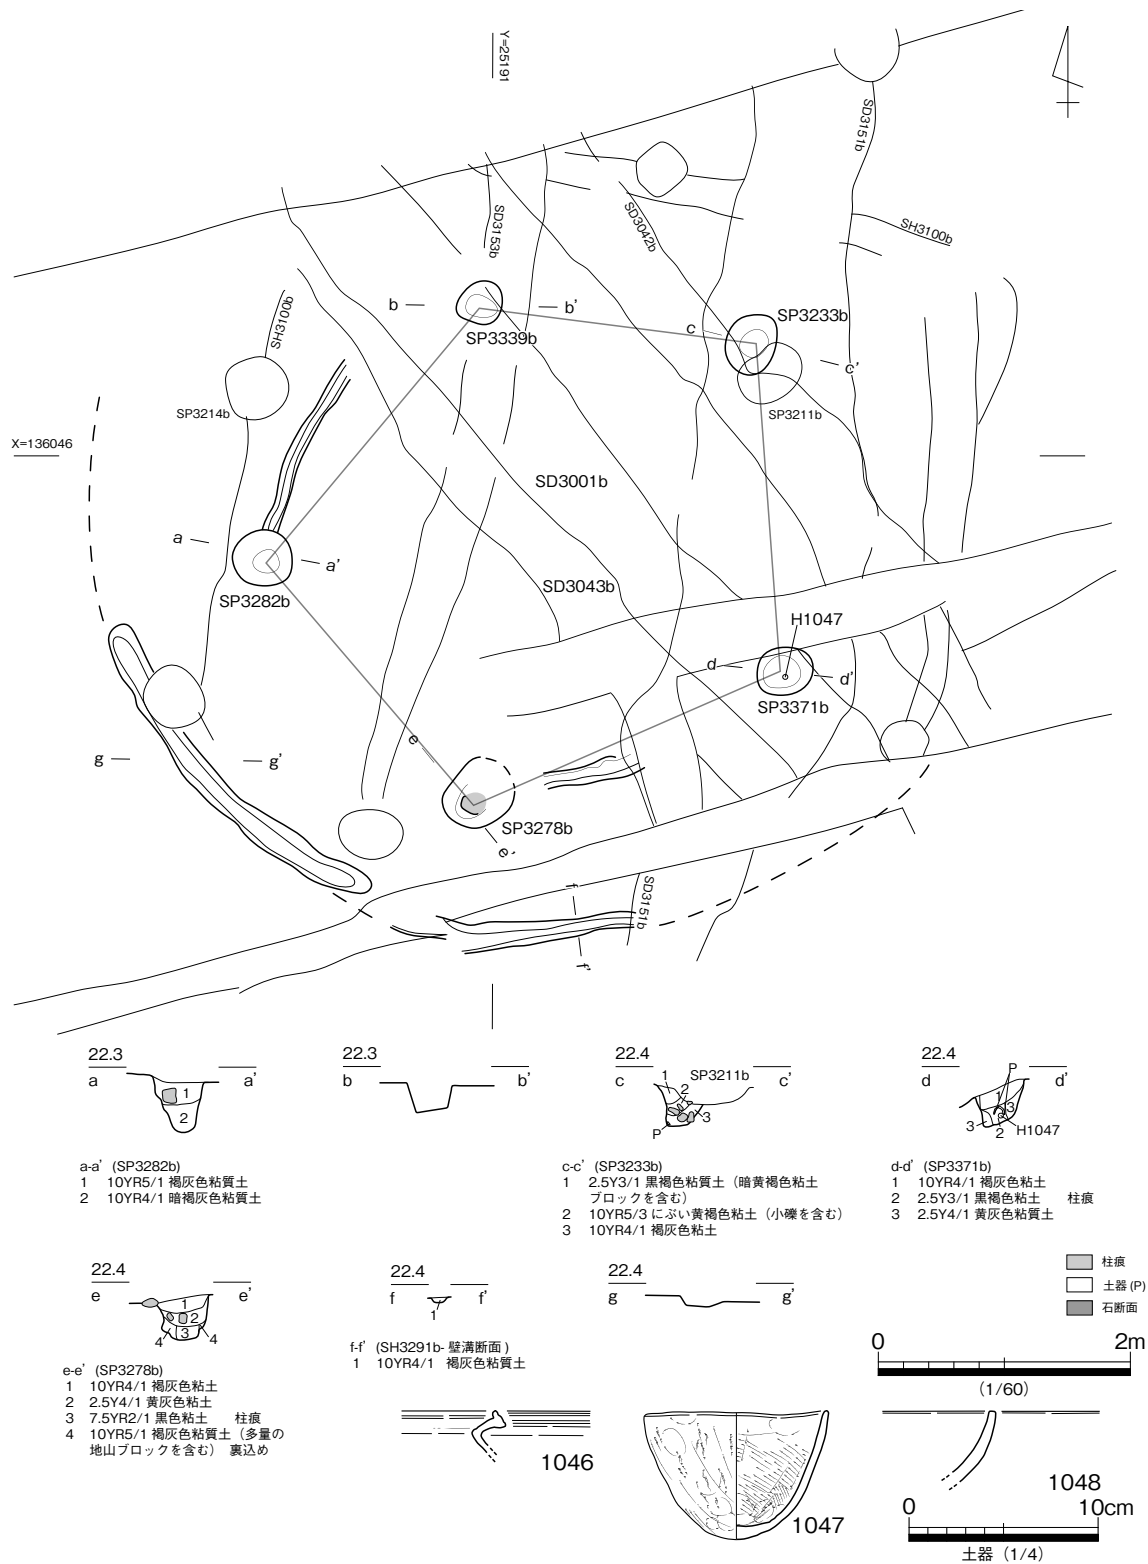 Y=25191
SD3151b
SD3153b
SD3042b
SH3100b
b
b'
SP3339b
c
SP3233b
c'
SH3100b
SP3214b
SP3211b
X=136046
SD3001b
a
a'
SP3282b
SD3043b
H1047
d
d'
SP3371b
g
g'
e
SP3278b
e'
f
SD3151b
f'
22.3
a
a'
1
2
a-a' (SP3282b)
1 10YR5/1 褐灰色粘質土
2 10YR4/1 暗褐灰色粘質土
22.3
b
b'
22.4
c
c'
SP3211b
1
2
3
P
c-c' (SP3233b)
1 2.5Y3/1 黒褐色粘質土（暗黄褐色粘土
ブロックを含む）
2 10YR5/3 にぶい黄褐色粘土（小礫を含む）
3 10YR4/1 褐灰色粘土
22.4
d
d'
P
1
3
3
2
H1047
d-d' (SP3371b)
1 10YR4/1 褐灰色粘土
2 2.5Y3/1 黒褐色粘土 柱痕
3 2.5Y4/1 黄灰色粘質土
22.4
e
e'
1
2
4
3
4
e-e' (SP3278b)
1 10YR4/1 褐灰色粘土
2 2.5Y4/1 黄灰色粘土
3 7.5YR2/1 黒色粘土 柱痕
4 10YR5/1 褐灰色粘質土（多量の
地山ブロックを含む） 裏込め
22.4
f
f'
1
f-f' (SH3291b- 壁溝断面 )
1 10YR4/1 褐灰色粘質土
22.4
g
g'
柱痕
土器 (P)
石断面
0
2m
(1/60)
1046
1047
1048
0
10cm
土器（1/4）